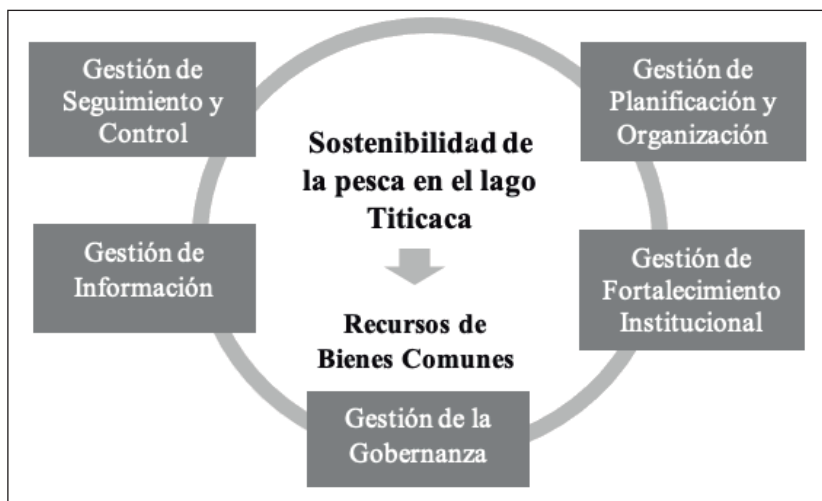 Gestión de
Seguimiento y
Control
Gestión de
Planificación y
Organización
Sostenibilidad de
la pesca en el lago
Titicaca
Gestión de
Información
Gestión de
Fortalecimiento
Institucional
Recursos de
Bienes Comunes
Gestión de la
Gobernanza